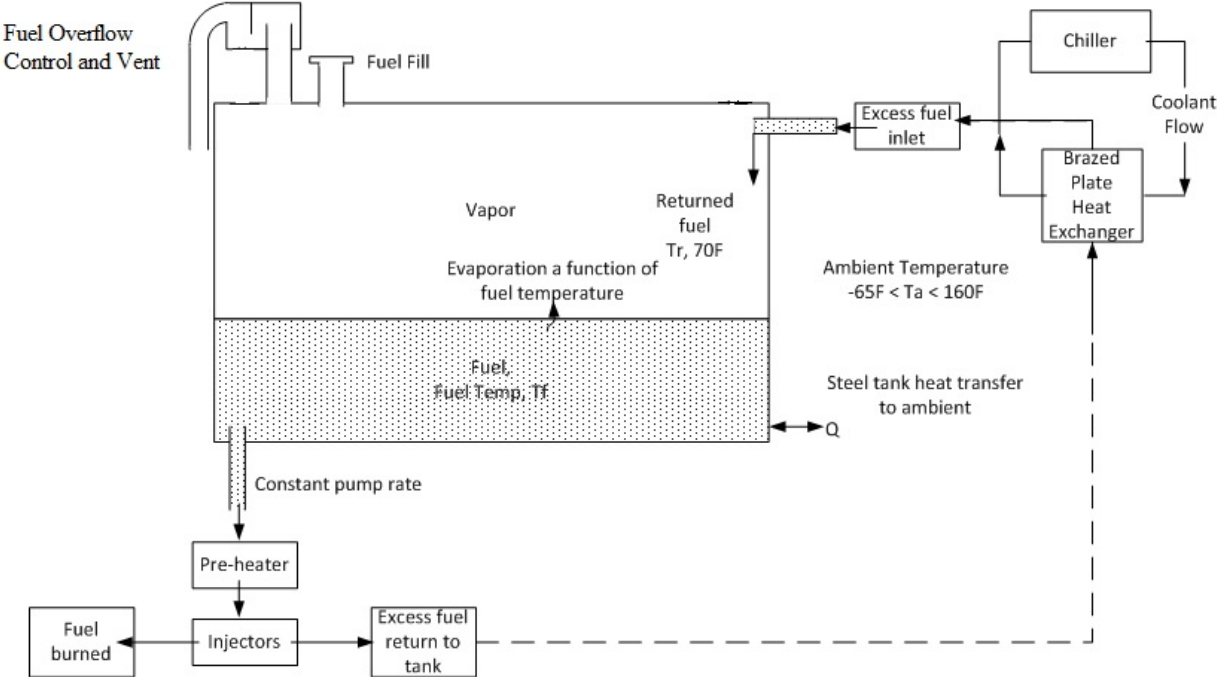 Fuel Overflow
Control and Vent
Fuel Fill
Chiller
Coolant
Flow
Excess fuel
inlet
Brazed
Plate
Heat
Exchanger
Vapor
Returned
fuel
Tr, 70F
Evaporation a function of
fuel temperature
Ambient Temperature
-65F < Ta < 160F
Fuel,
Fuel Temp, Tf
Steel tank heat transfer
to ambient
Q
Constant pump rate
Pre-heater
Fuel
burned
Injectors
Excess fuel
return to
tank